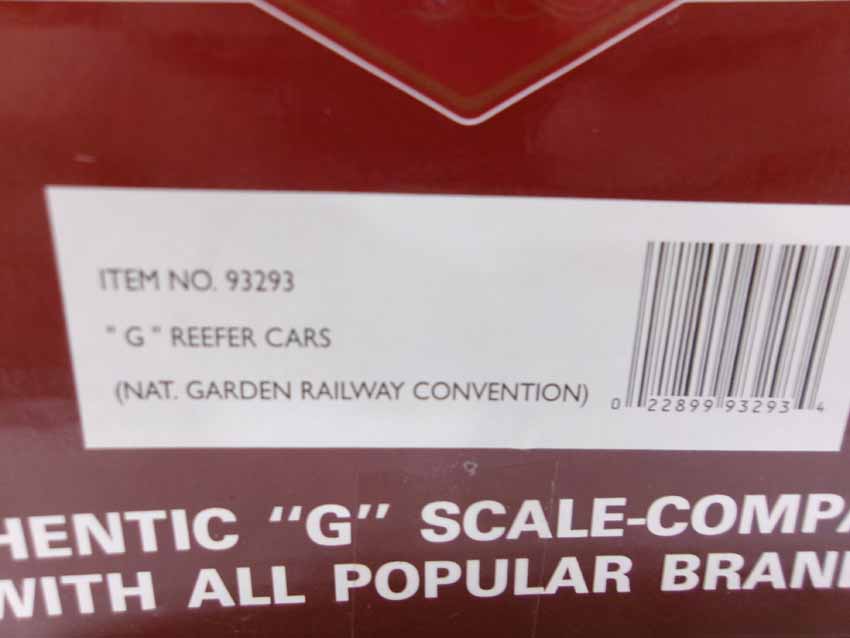 ITEM NO. 93293
" G " REEFER CARS
(NAT. GARDEN RAILWAY CONVENTION)
0 22899 93293 4
HENTIC "G" SCALE-COMPA
WITH ALL POPULAR BRAN